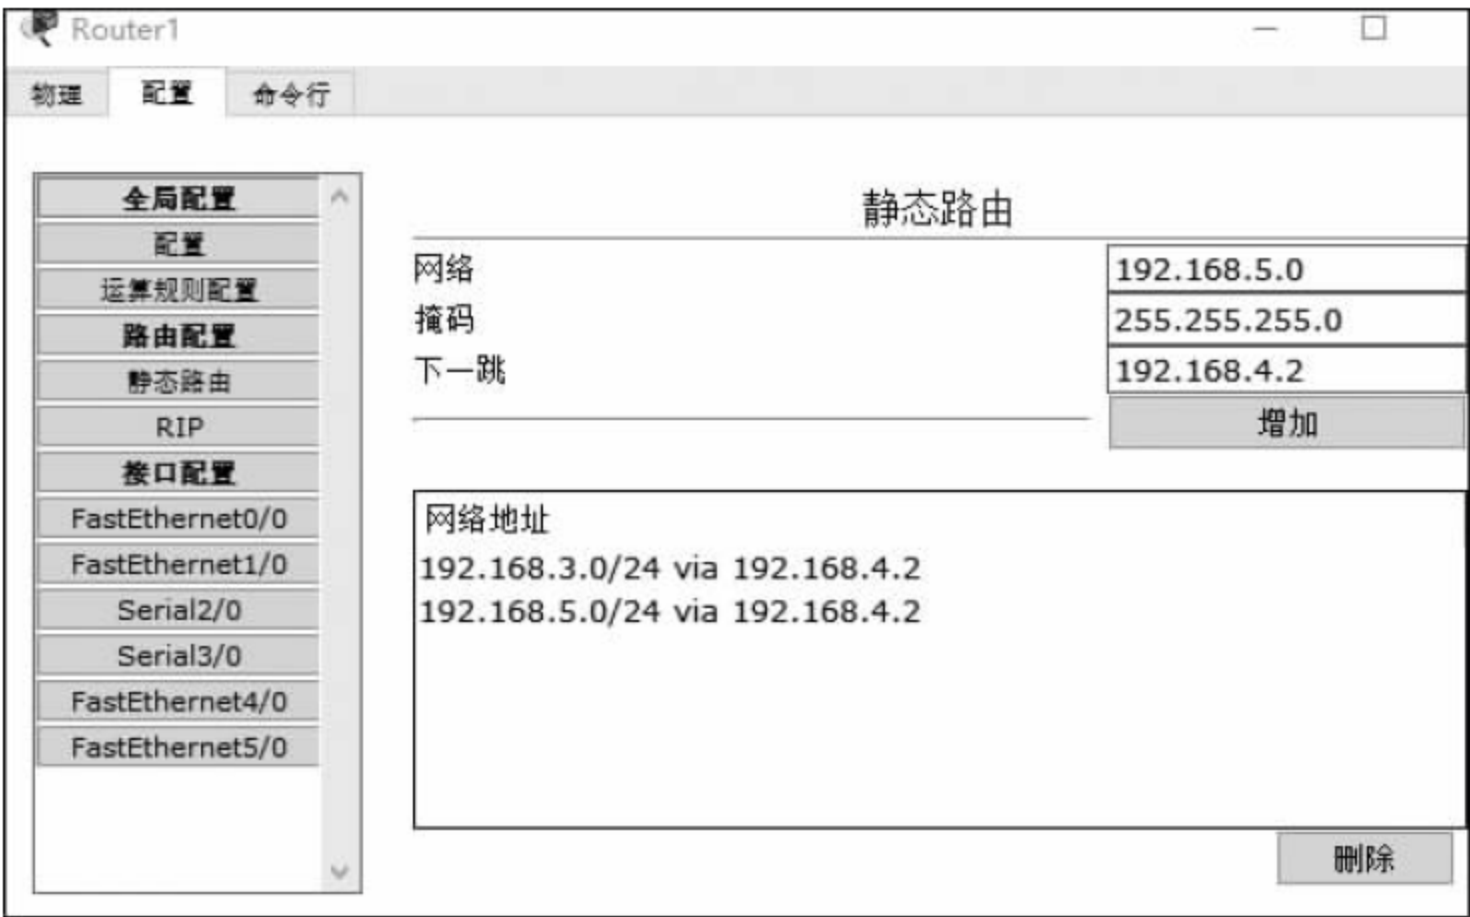 Router1
物理 配置 命令行
全局配置
配置
运算规则配置
路由配置
静态路由
RIP
接口配置
FastEthernet0/0
FastEthernet1/0
Serial2/0
Serial3/0
FastEthernet4/0
FastEthernet5/0
静态路由
网络 192.168.5.0
掩码 255.255.255.0
下一跳 192.168.4.2
增加
网络地址
192.168.3.0/24 via 192.168.4.2
192.168.5.0/24 via 192.168.4.2
删除